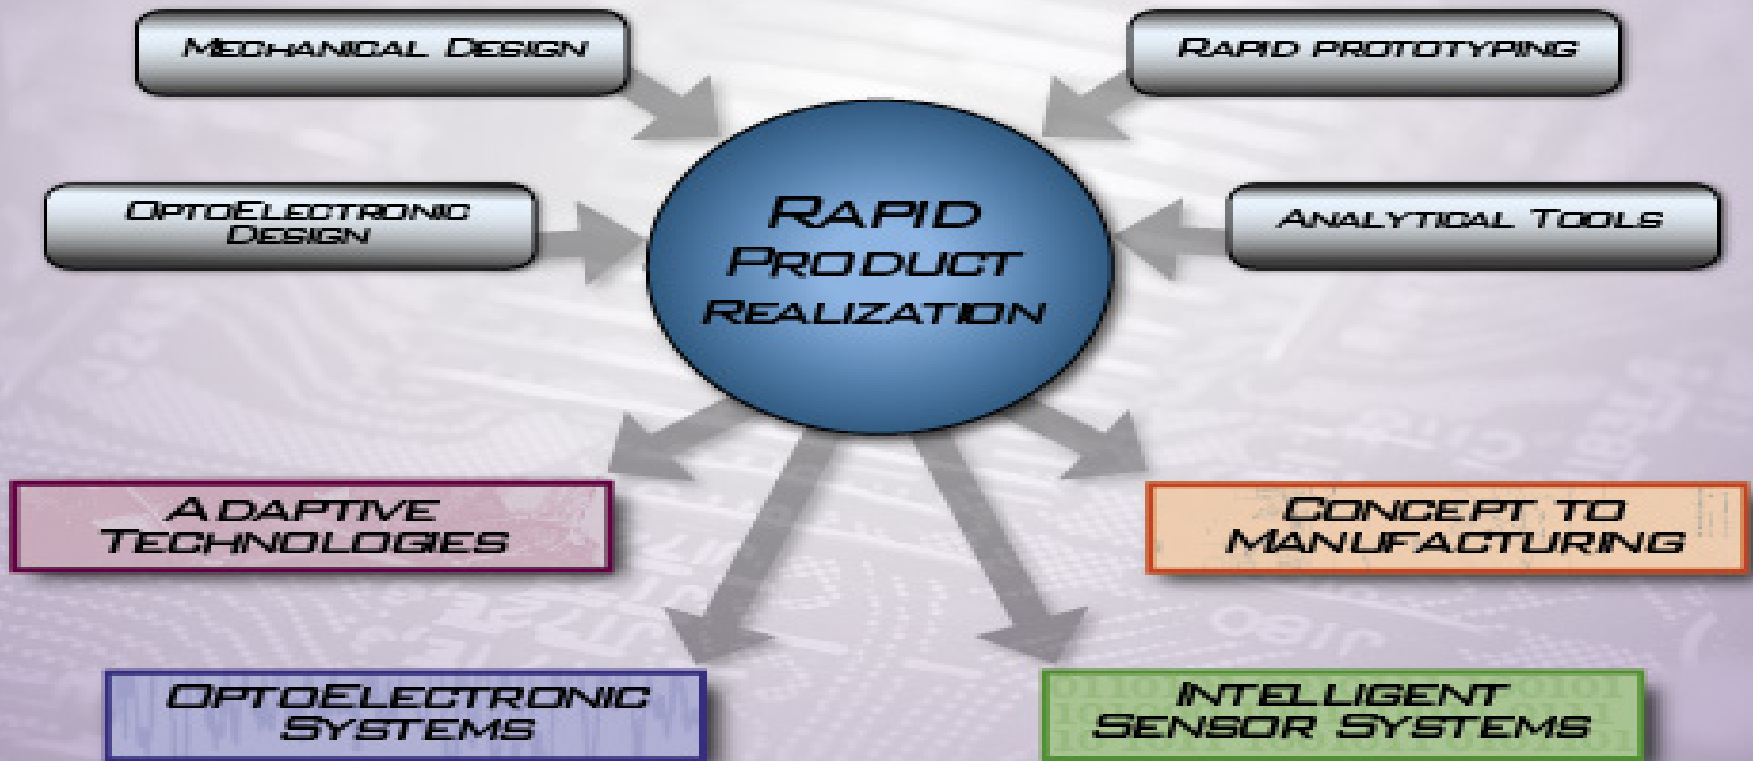 Mechanical Design
Rapid prototyping
OptoElectronic
Design
Analytical Tools
Rapid
Product
Realization
Adaptive
Technologies
Concept to
Manufacturing
OptoElectronic
Systems
Intelligent
Sensor Systems